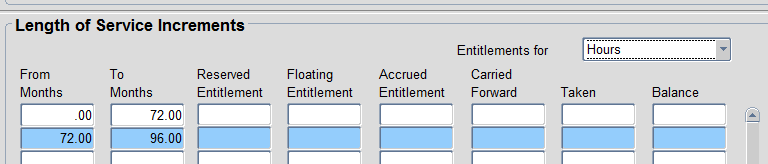 Length of Service Increments
Entitlements for Hours
From Months To Months Reserved Entitlement Floating Entitlement Accrued Entitlement Carried Forward Taken Balance
.00 72.00
72.00 96.00